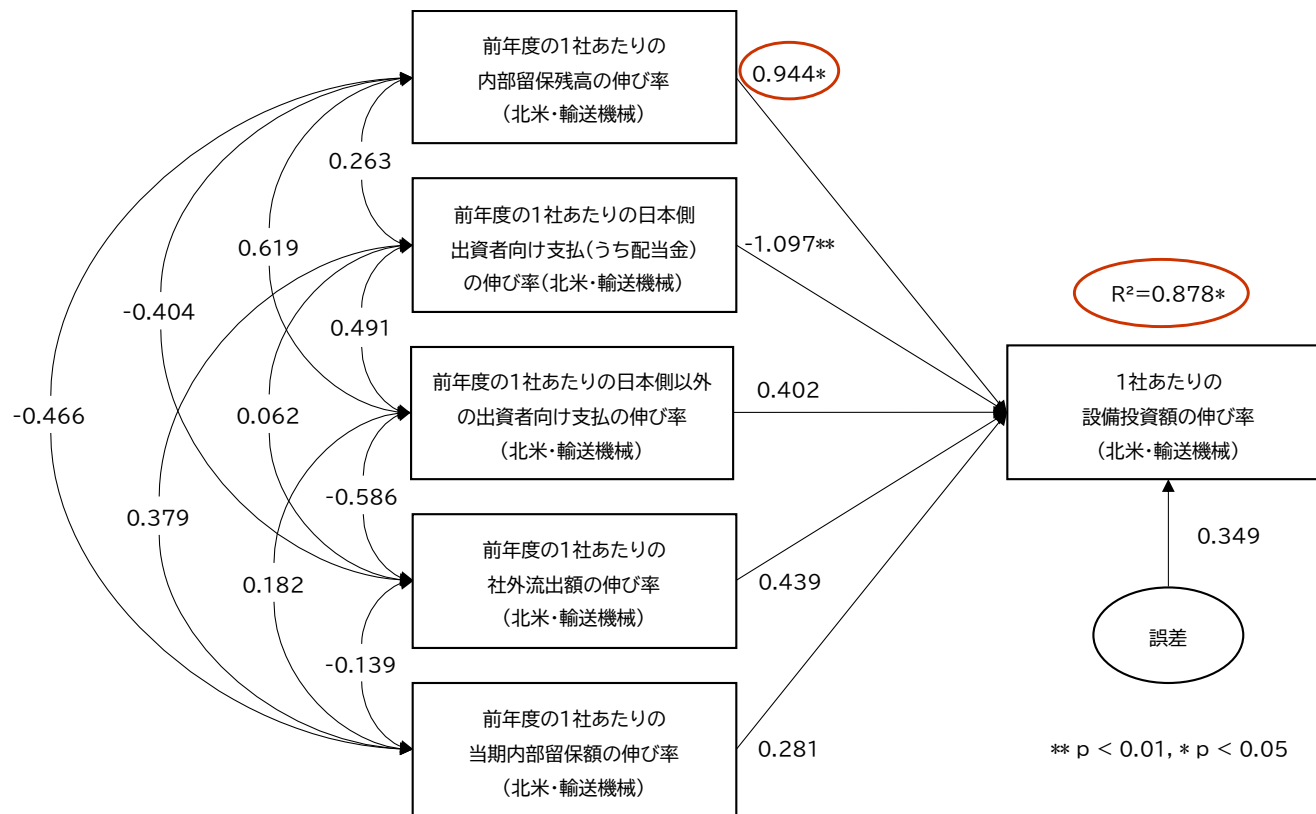 前年度の1社あたりの
内部留保残高の伸び率
(北米・輸送機械)
0.944*
0.263
前年度の1社あたりの日本側
出資者向け支払(うち配当金)
の伸び率(北米・輸送機械)
0.619
-1.097**
R²=0.878*
-0.404
0.491
前年度の1社あたりの日本側以外
の出資者向け支払の伸び率
(北米・輸送機械)
0.402
1社あたりの
設備投資額の伸び率
(北米・輸送機械)
-0.466
0.062
-0.586
0.379
前年度の1社あたりの
社外流出額の伸び率
(北米・輸送機械)
0.349
0.182
0.439
誤差
-0.139
前年度の1社あたりの
当期内部留保額の伸び率
(北米・輸送機械)
0.281
** p < 0.01, * p < 0.05